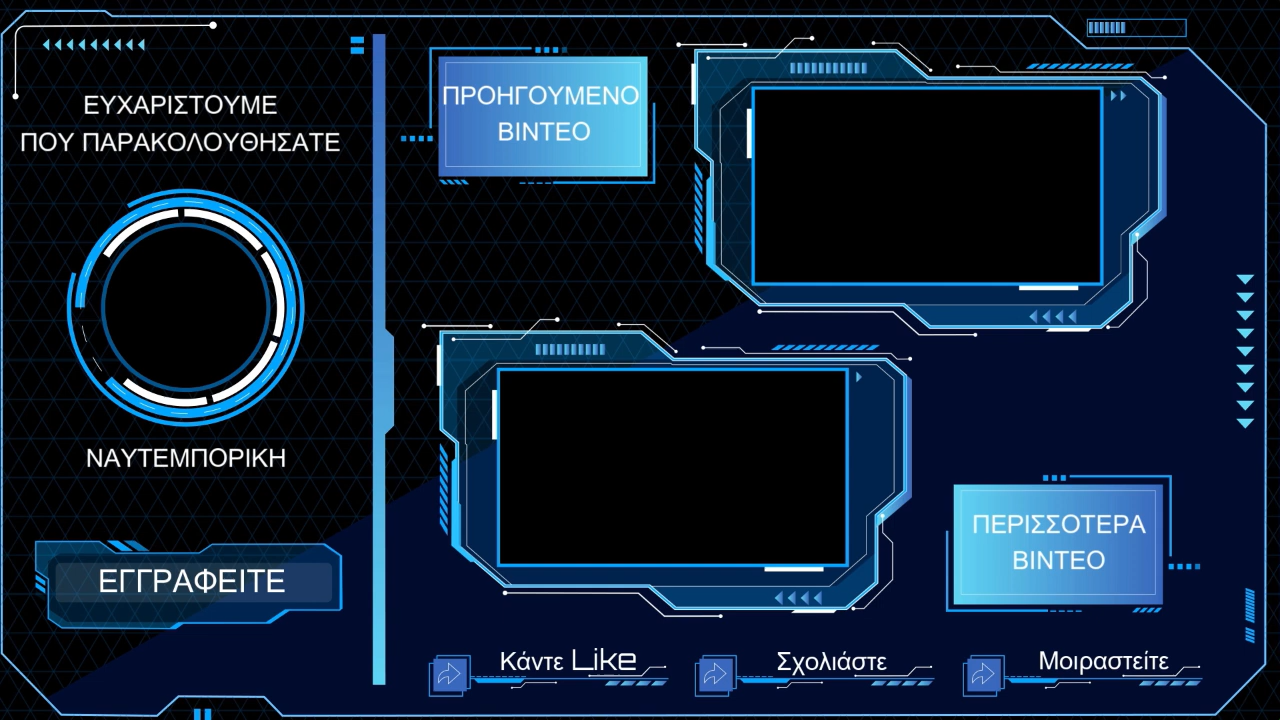 ΕΥΧΑΡΙΣΤΟΥΜΕ
ΠΟΥ ΠΑΡΑΚΟΛΟΥΘΗΣΑΤΕ
ΝΑΥΤΕΜΠΟΡΙΚΗ
ΕΓΓΡΑΦΕΙΤΕ
ΠΡΟΗΓΟΥΜΕΝΟ
ΒΙΝΤΕΟ
ΠΕΡΙΣΣΟΤΕΡΑ
ΒΙΝΤΕΟ
Κάντε Like
Σχολιάστε
Μοιραστείτε